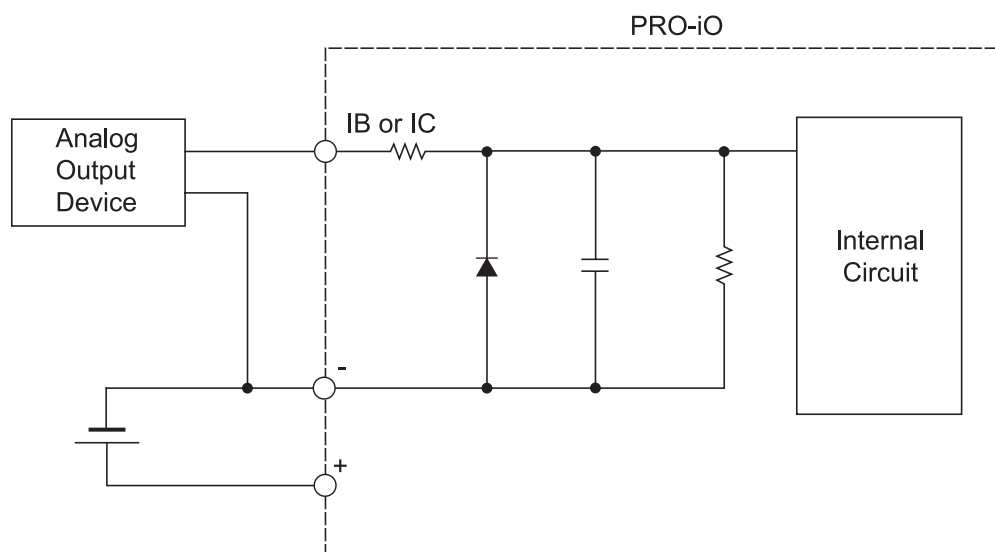 PRO-iO
IB or IC
Analog
Output
Device
Internal
Circuit
-
+